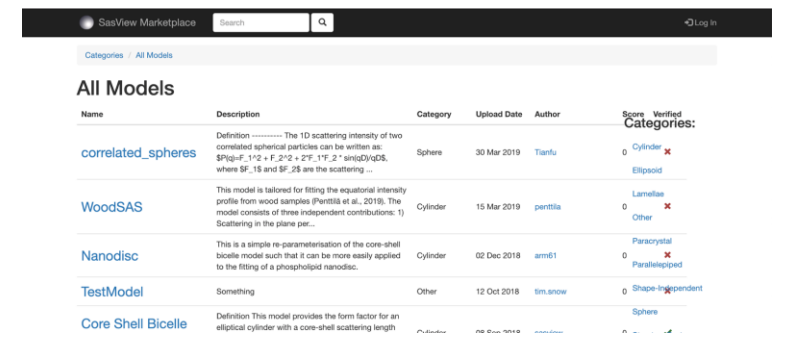 SasView Marketplace
Search
Log In
Categories / All Models
All Models
Name Description Category Upload Date Author Score Verified
Categories:
correlated_spheres
Definition ---------- The 1D scattering intensity of two
correlated spherical particles can be written as:
$P(q)=F_1^2 + F_2^2 + 2*F_1*F_2 * sin(qD)/qD$,
where $F_1$ and $F_2$ are the scattering ...
Sphere 30 Mar 2019 Tianfu 0
Cylinder
Ellipsoid
WoodSAS
This model is tailored for fitting the equatorial intensity
profile from wood samples (Penttilä et al., 2019). The
model consists of three independent contributions: 1)
Scattering in the plane per...
Cylinder 15 Mar 2019 penttila 0
Lamellae
Other
Nanodisc
This is a simple re-parameterisation of the core-shell
bicelle model such that it can be more easily applied
to the fitting of a phospholipid nanodisc.
Cylinder 02 Dec 2018 arm61 0
Paracrystal
Parallelepiped
TestModel Something Other 12 Oct 2018 tim.snow 0
Shape-Independent
Core Shell Bicelle
Definition This model provides the form factor for an
elliptical cylinder with a core-shell scattering length
Cylinder 08 Sep 2018 sasview 0
Sphere